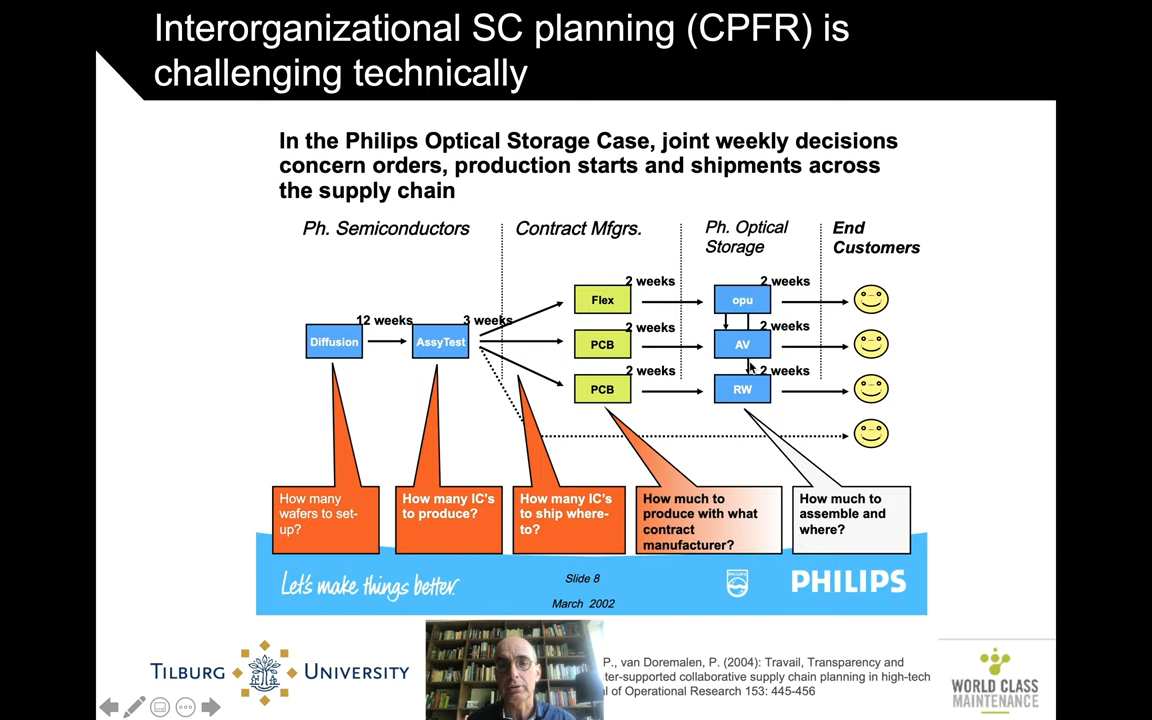 Interorganizational SC planning (CPFR) is
challenging technically
In the Philips Optical Storage Case, joint weekly decisions
concern orders, production starts and shipments across
the supply chain
Ph. Semiconductors
Contract Mfgrs.
Ph. Optical
Storage
End
Customers
2 weeks
2 weeks
Flex
opu
12 weeks
3 weeks
2 weeks
2 weeks
Diffusion
AssyTest
PCB
AV
2 weeks
2 weeks
PCB
RW
How many
wafers to set-
up?
How many IC's
to produce?
How many IC's
to ship where-
to?
How much to
produce with what
contract
manufacturer?
How much to
assemble and
where?
Let's make things better.
Slide 8
March 2002
PHILIPS
PHILIPS
TILBURG UNIVERSITY
P., van Doremalen, P. (2004): Travail, Transparency and
ter-supported collaborative supply chain planning in high-tech
l of Operational Research 153: 445-456
WORLD CLASS
MAINTENANCE